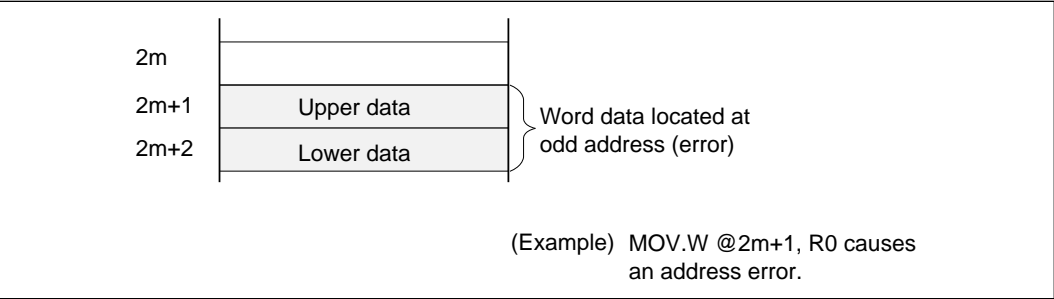 2m
2m+1 Upper data
2m+2 Lower data
Word data located at
odd address (error)
(Example) MOV.W @2m+1, R0 causes
an address error.